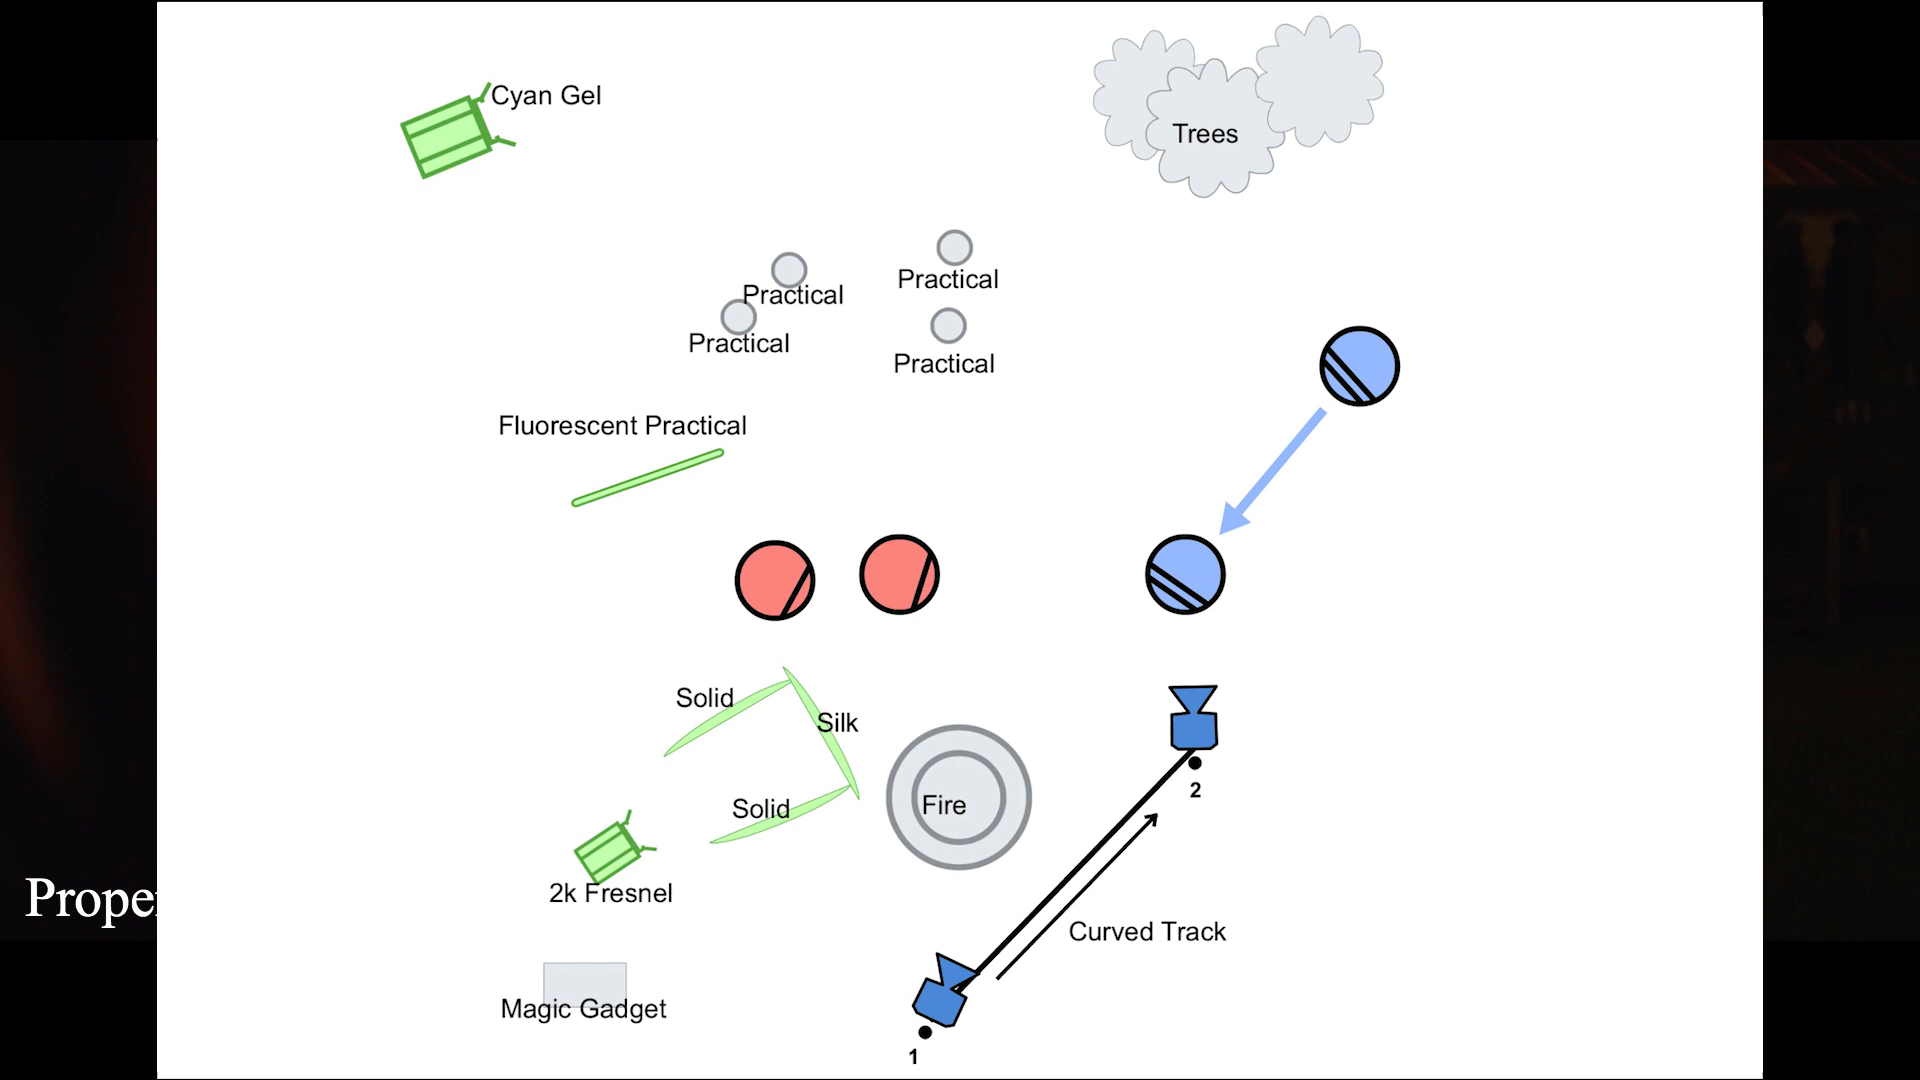 Cyan Gel
Trees
Practical
Practical
Practical
Practical
Fluorescent Practical
Solid
Silk
Solid
Fire
2
2k Fresnel
Prope
Curved Track
Magic Gadget
1